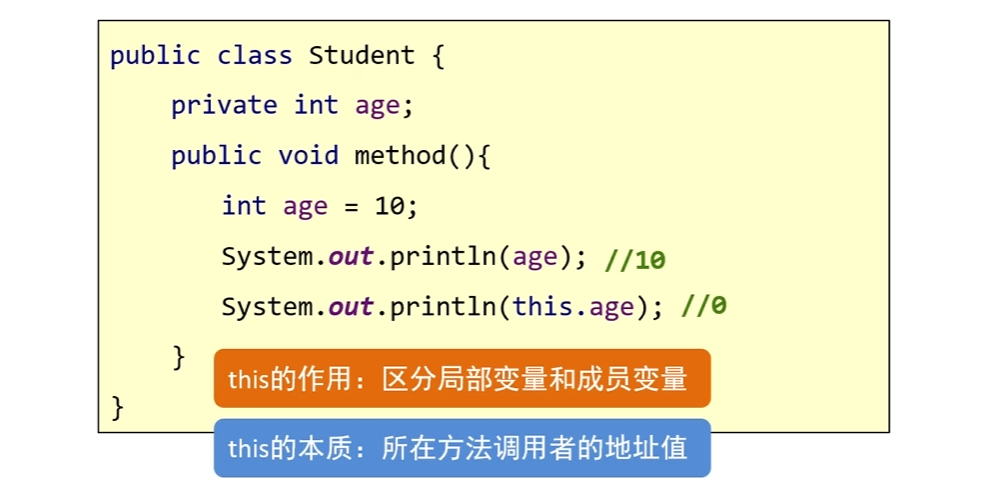 public class Student {
private int age;
public void method(){
int age = 10;
System.out.println(age); //10
System.out.println(this.age); //0
}
this的作用：区分局部变量和成员变量
}
this的本质：所在方法调用者的地址值